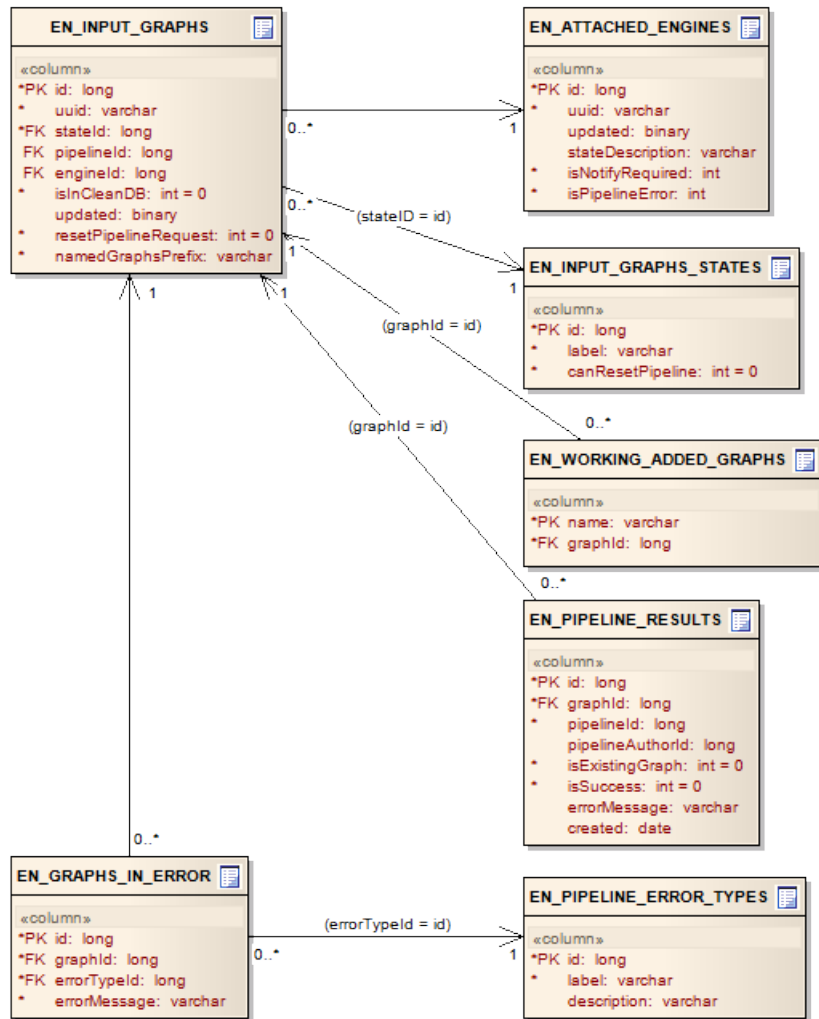 EN_INPUT_GRAPHS
«column»
*PK id: long
* uuid: varchar
*FK stateId: long
FK pipelineId: long
FK engineId: long
* isInCleanDB: int = 0
updated: binary
* resetPipelineRequest: int = 0
* namedGraphsPrefix: varchar
EN_ATTACHED_ENGINES
«column»
*PK id: long
* uuid: varchar
updated: binary
stateDescription: varchar
* isNotifyRequired: int
* isPipelineError: int
0..*
1
0..*
(stateID = id)
1
EN_INPUT_GRAPHS_STATES
«column»
*PK id: long
* label: varchar
* canResetPipeline: int = 0
1
(graphId = id)
0..*
EN_WORKING_ADDED_GRAPHS
«column»
*PK name: varchar
*FK graphId: long
1
(graphId = id)
0..*
EN_PIPELINE_RESULTS
«column»
*PK id: long
*FK graphId: long
* pipelineId: long
pipelineAuthorId: long
* isExistingGraph: int = 0
* isSuccess: int = 0
errorMessage: varchar
created: date
1
0..*
EN_GRAPHS_IN_ERROR
«column»
*PK id: long
*FK graphId: long
*FK errorTypeId: long
* errorMessage: varchar
(errorTypeId = id)
0..*
1
EN_PIPELINE_ERROR_TYPES
«column»
*PK id: long
* label: varchar
description: varchar